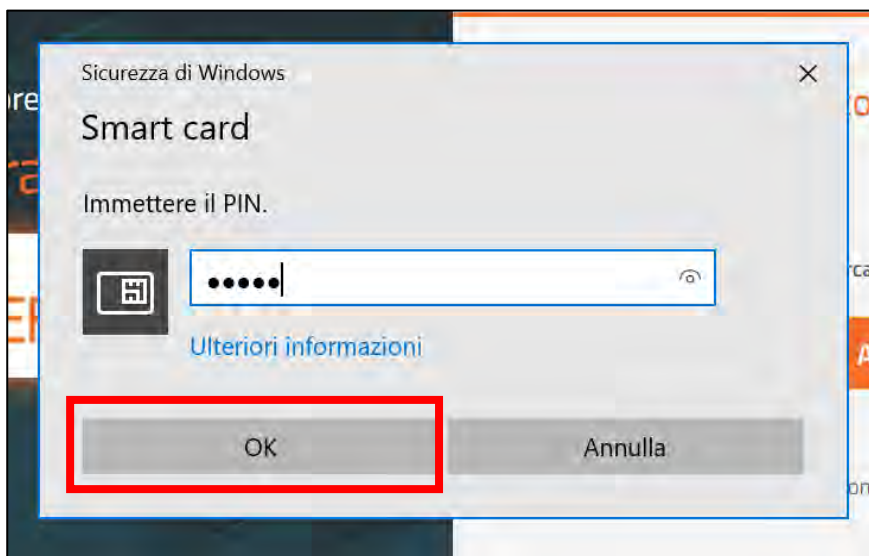 Sicurezza di Windows
Smart card
Immettere il PIN.
•••••
Ulteriori informazioni
OK
Annulla